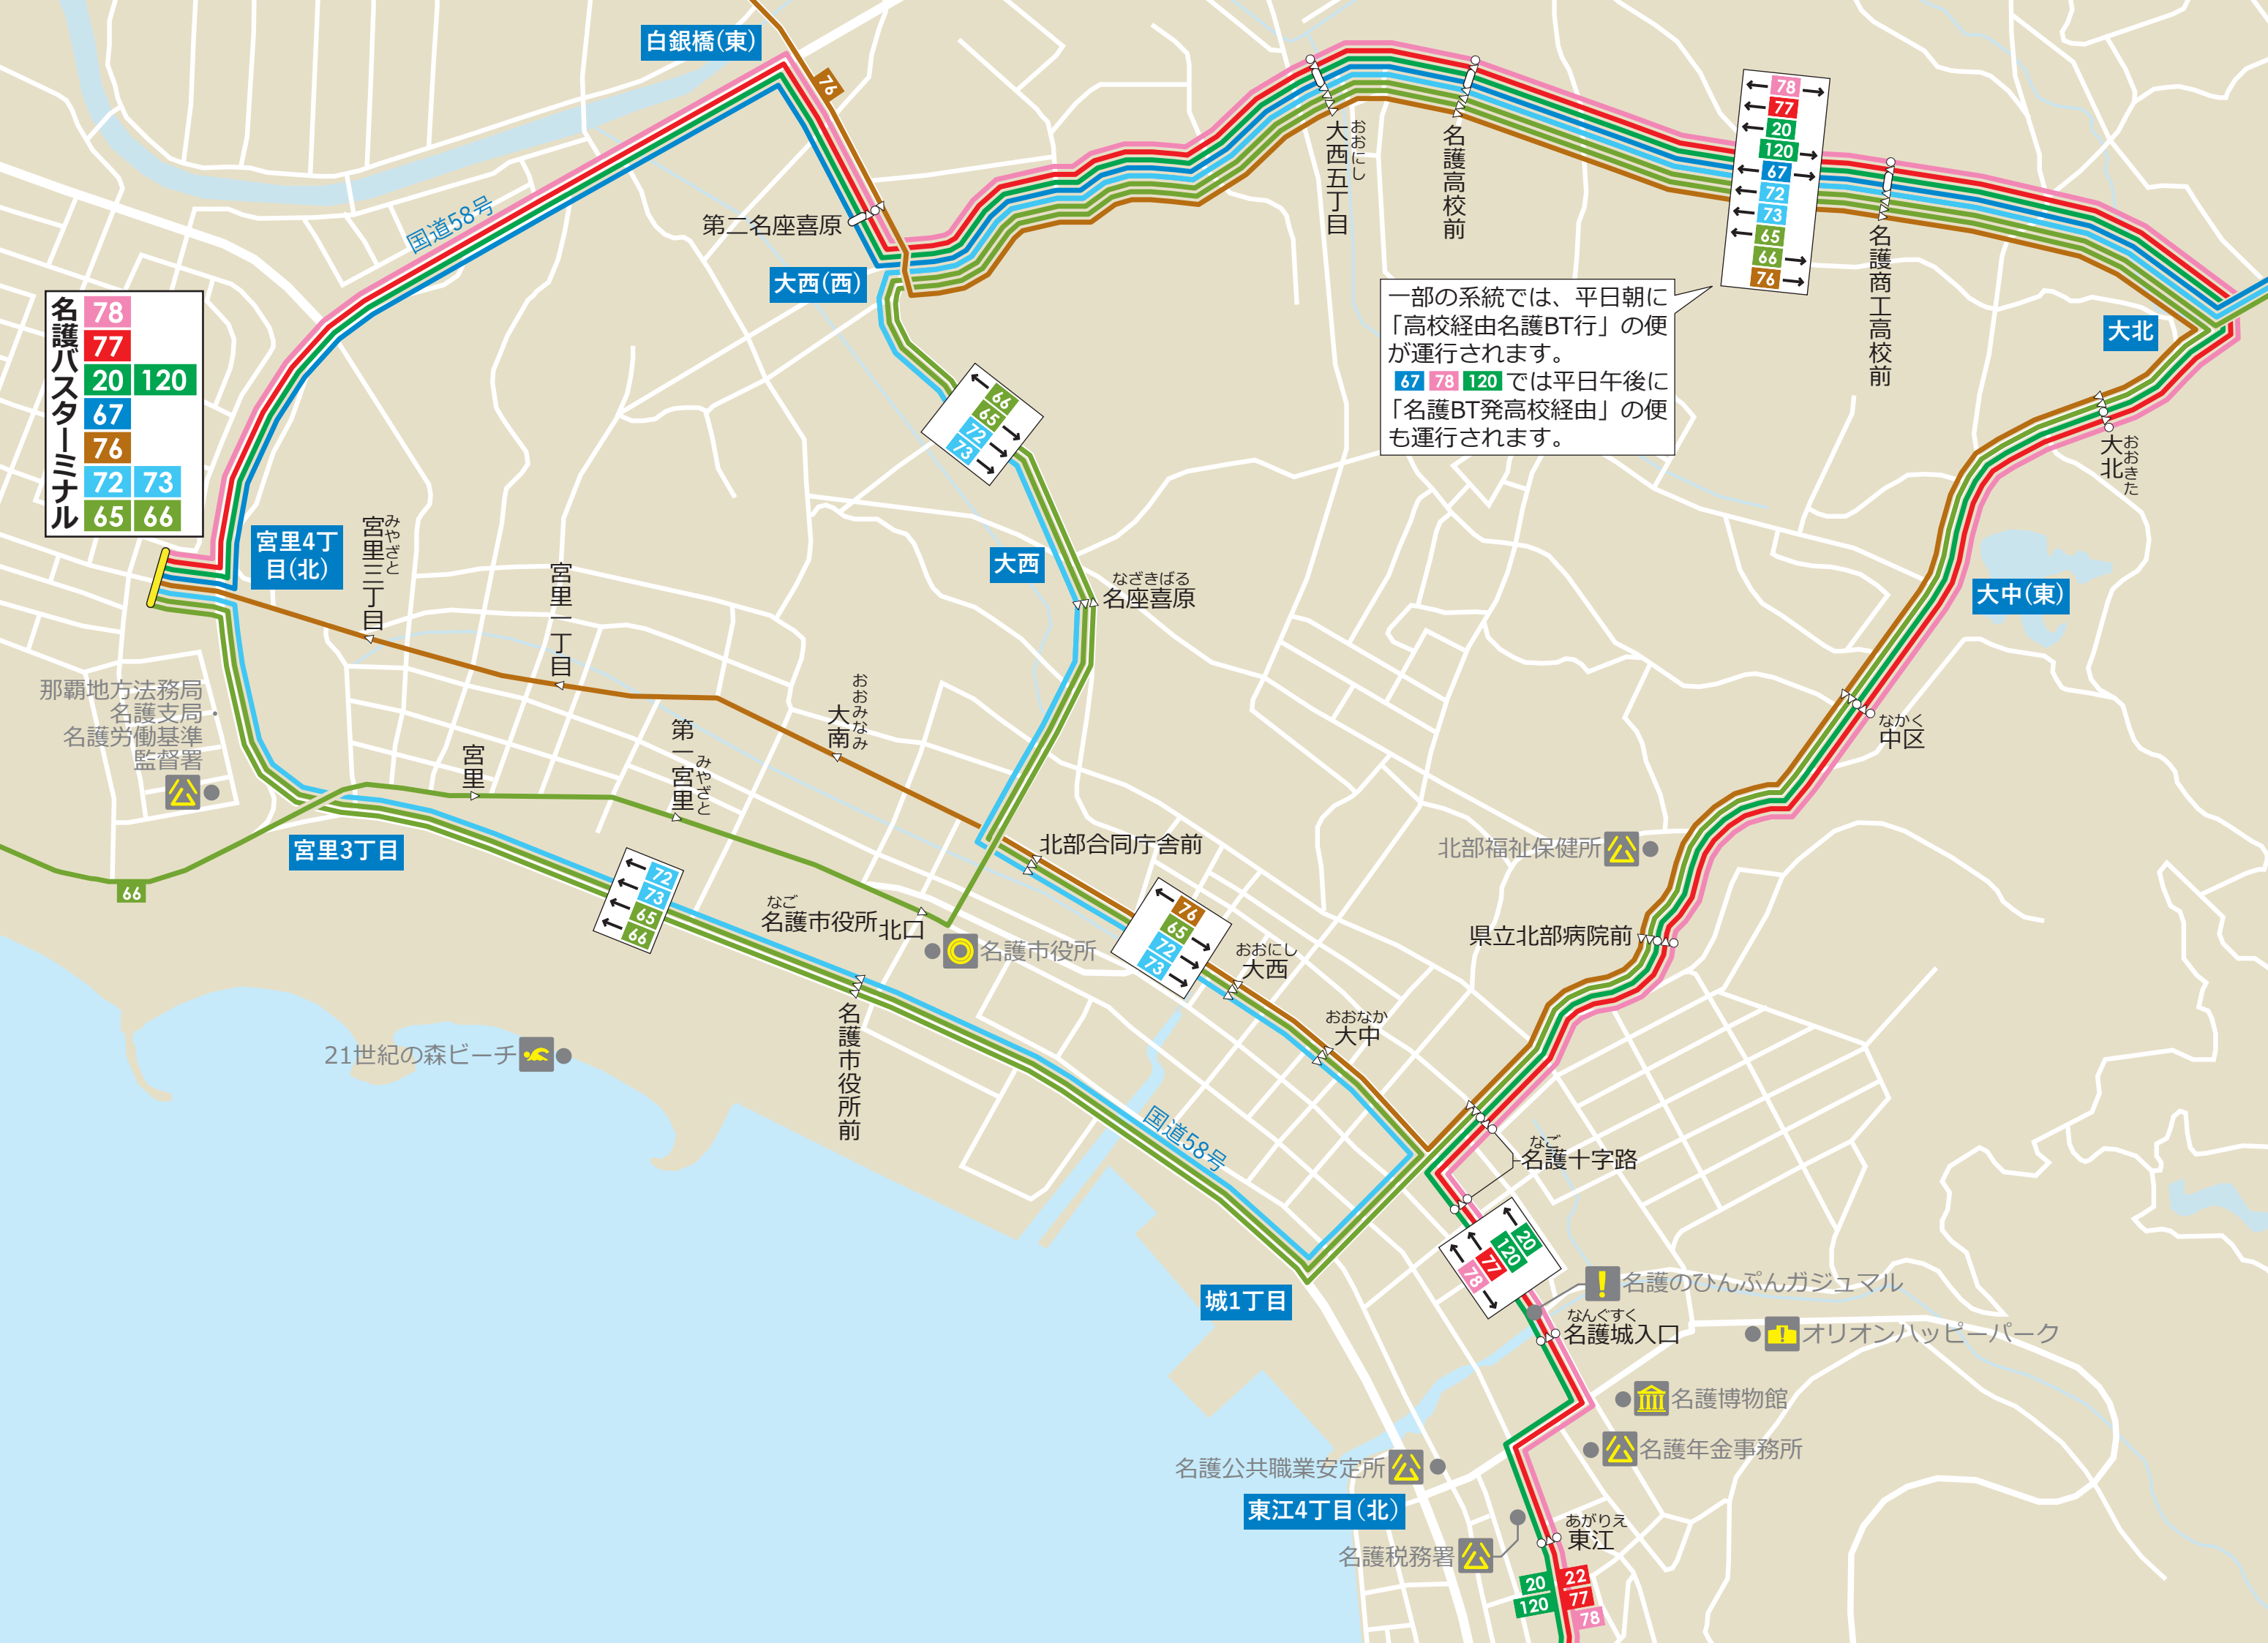 白銀橋(東)
76
国道58号
第二名座喜原
大西(西)
おおにし
大西五丁目
名護高校前
78
77
20
120
67
72
73
65
66
76
名護商工高校前
一部の系統では、平日朝に
「高校経由名護BT行」の便
が運行されます。
67 78 120 では平日午後に
「名護BT発高校経由」の便
も運行されます。
大北
おおきた
大北
名護バスターミナル
78
77
20 120
67
76
72 73
65 66
宮里4丁
目(北)
みやざと
宮里三丁目
宮里一丁目
66
65
72
73
大西
なざきばる
名座喜原
大中(東)
なかく
中区
那覇地方法務局
名護支局
名護労働基準
監督署
宮里
第一宮里
みやざと
おおみなみ
大南
宮里3丁目
66
72
73
65
66
なご
名護市役所北口
名護市役所
北部合同庁舎前
76
65
72
73
おおにし
大西
おおなか
大中
北部福祉保健所
県立北部病院前
21世紀の森ビーチ
名護市役所前
国道58号
なご
名護十字路
20
120
77
78
城1丁目
名護のひんぷんガジュマル
なんぐすく
名護城入口
オリオンハッピーパーク
名護博物館
名護年金事務所
名護公共職業安定所
東江4丁目(北)
あがりえ
東江
名護税務署
20
120
22
77
78